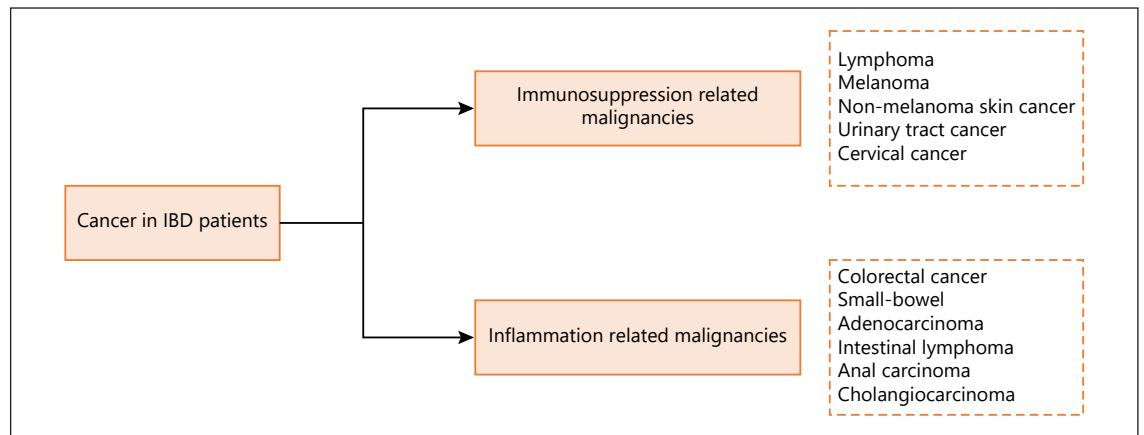 Cancer in IBD patients
Immunosuppression related
malignancies
Lymphoma
Melanoma
Non-melanoma skin cancer
Urinary tract cancer
Cervical cancer
Inflammation related malignancies
Colorectal cancer
Small-bowel
Adenocarcinoma
Intestinal lymphoma
Anal carcinoma
Cholangiocarcinoma